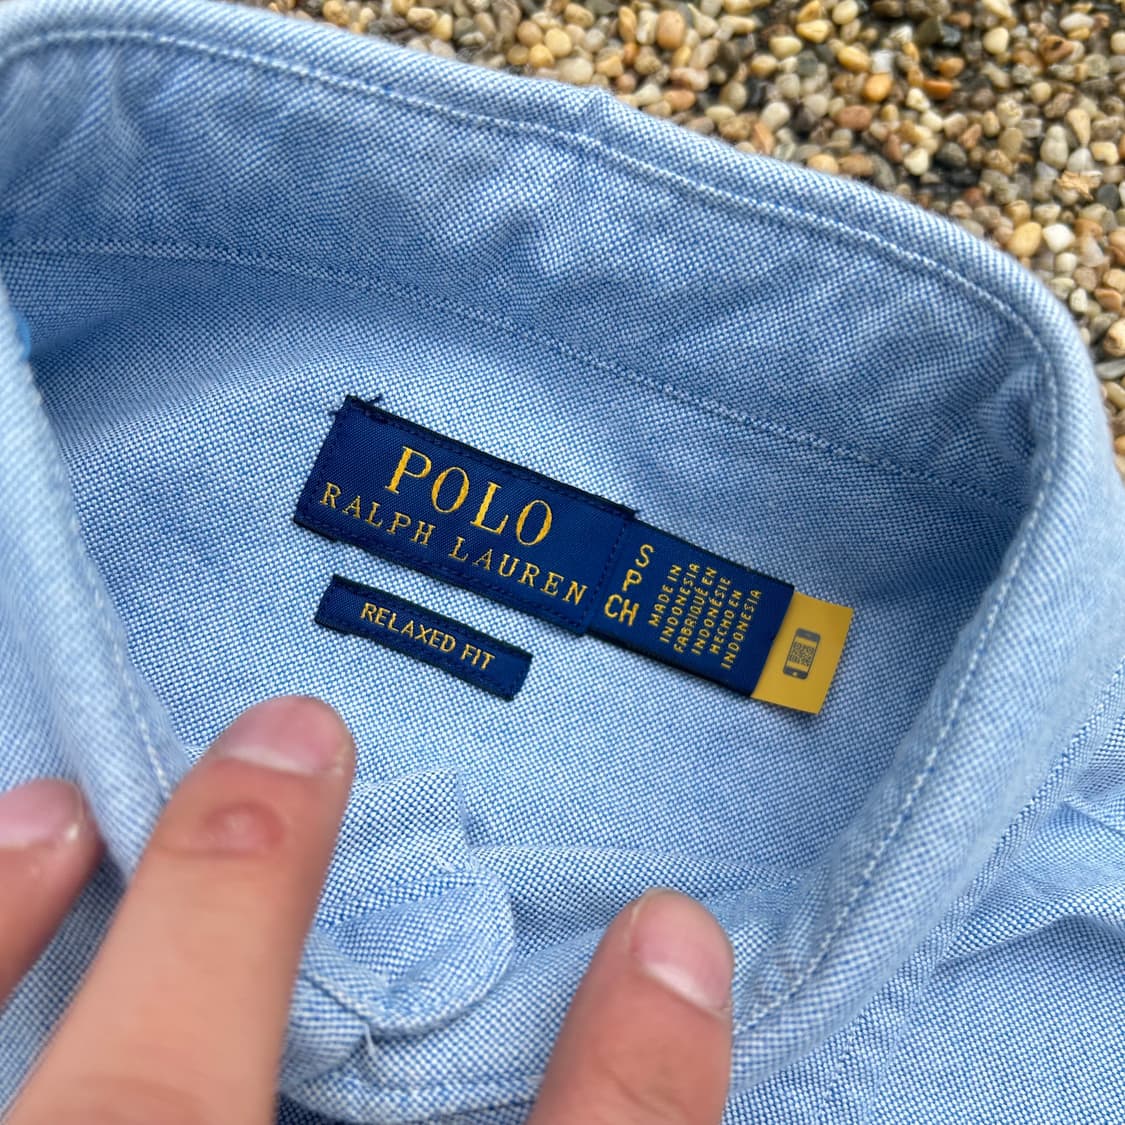 POLO
RALPH LAUREN
S
P
CH
MADE IN
INDONESIA
FABRIQUÉ EN
INDONÉSIE
HECHO EN
INDONESIA
RELAXED FIT